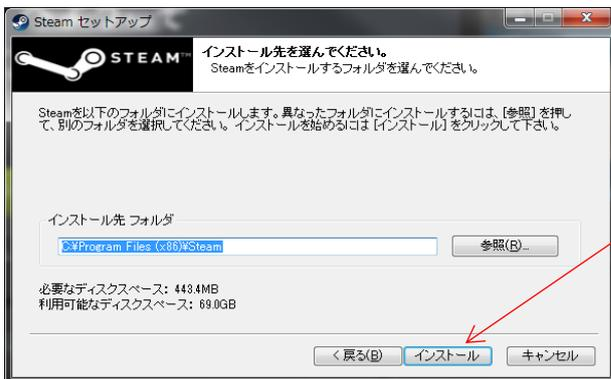 Steam セットアップ
STEAM™
インストール先を選んでください。
Steamをインストールするフォルダを選んでください。
Steamを以下のフォルダにインストールします。異なったフォルダにインストールするには、[参照] を押し
て、別のフォルダを選択してください。インストールを始めるには [インストール] をクリックして下さい。
インストール先 フォルダ
C:¥Program Files (x86)¥Steam
参照(R)...
必要なディスクスペース: 443.4MB
利用可能なディスクスペース: 69.0GB
< 戻る(B)
インストール
キャンセル